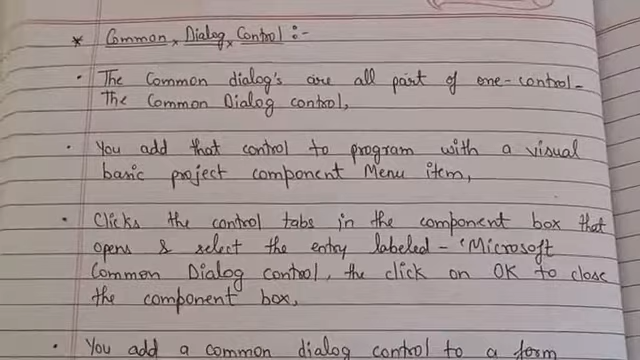 * Common Dialog Control :-
• The Common dialog's are all part of one-control-
The Common Dialog control,
• You add that control to program with a visual
basic project component Menu item,
• Clicks the control tabs in the component box that
opens & select the entry labeled - 'Microsoft
Common Dialog control, the click on OK to close
the component box,
• You add a common dialog control to a form